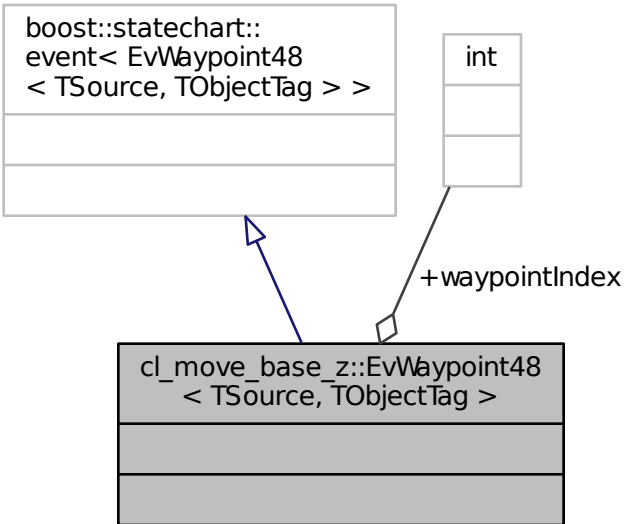 boost::statechart::
event< EvWaypoint48
< TSource, TObjectTag > >
int
+waypointIndex
cl_move_base_z::EvWaypoint48
< TSource, TObjectTag >